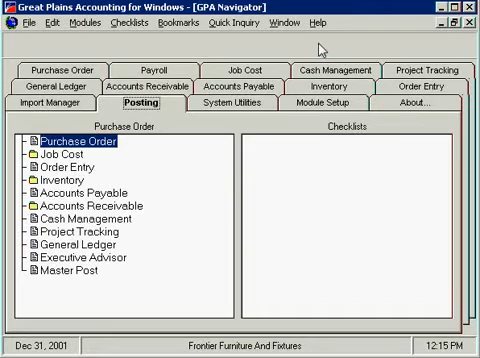 Great Plains Accounting for Windows - [GPA Navigator]
File Edit Modules Checklists Bookmarks Quick Inquiry Window Help
Purchase Order Payroll Job Cost Cash Management Project Tracking
General Ledger Accounts Receivable Accounts Payable Inventory Order Entry
Import Manager Posting System Utilities Module Setup About...
Purchase Order Checklists
Purchase Order
Job Cost
Order Entry
Inventory
Accounts Payable
Accounts Receivable
Cash Management
Project Tracking
General Ledger
Executive Advisor
Master Post
Dec 31, 2001 Frontier Furniture And Fixtures 12:15 PM